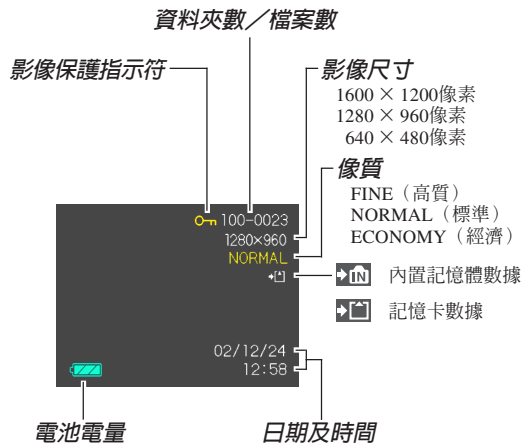 資料夾數／檔案數
影像保護指示符
影像尺寸
1600 × 1200像素
1280 × 960像素
640 × 480像素
像質
FINE（高質）
NORMAL（標準）
ECONOMY（經濟）
100-0023
1280×960
NORMAL
IN 內置記憶體數據
記憶卡數據
02/12/24
12:58
電池電量
日期及時間